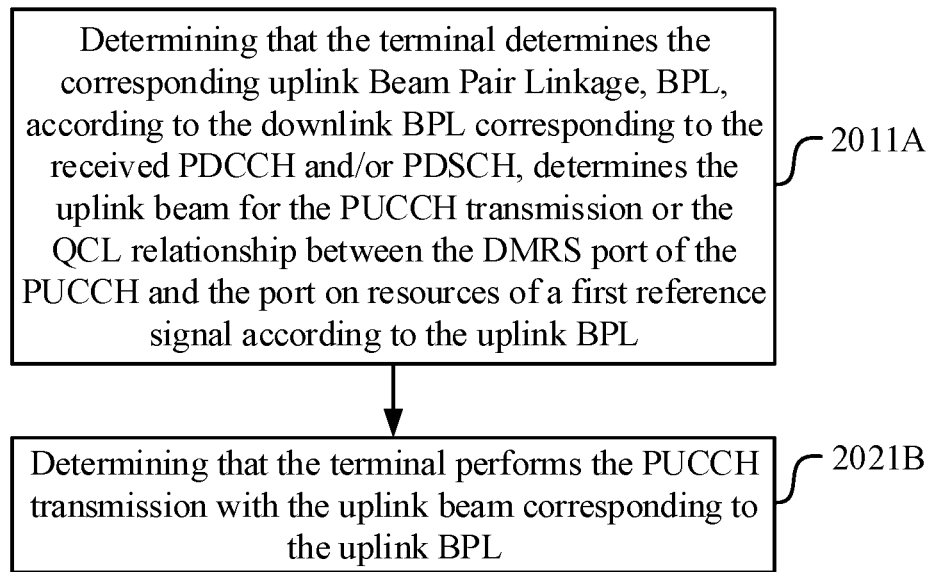 Determining that the terminal determines the
corresponding uplink Beam Pair Linkage, BPL,
according to the downlink BPL corresponding to the
received PDCCH and/or PDSCH, determines the
uplink beam for the PUCCH transmission or the
QCL relationship between the DMRS port of the
PUCCH and the port on resources of a first reference
signal according to the uplink BPL
2011A
Determining that the terminal performs the PUCCH
transmission with the uplink beam corresponding to
the uplink BPL
2021B